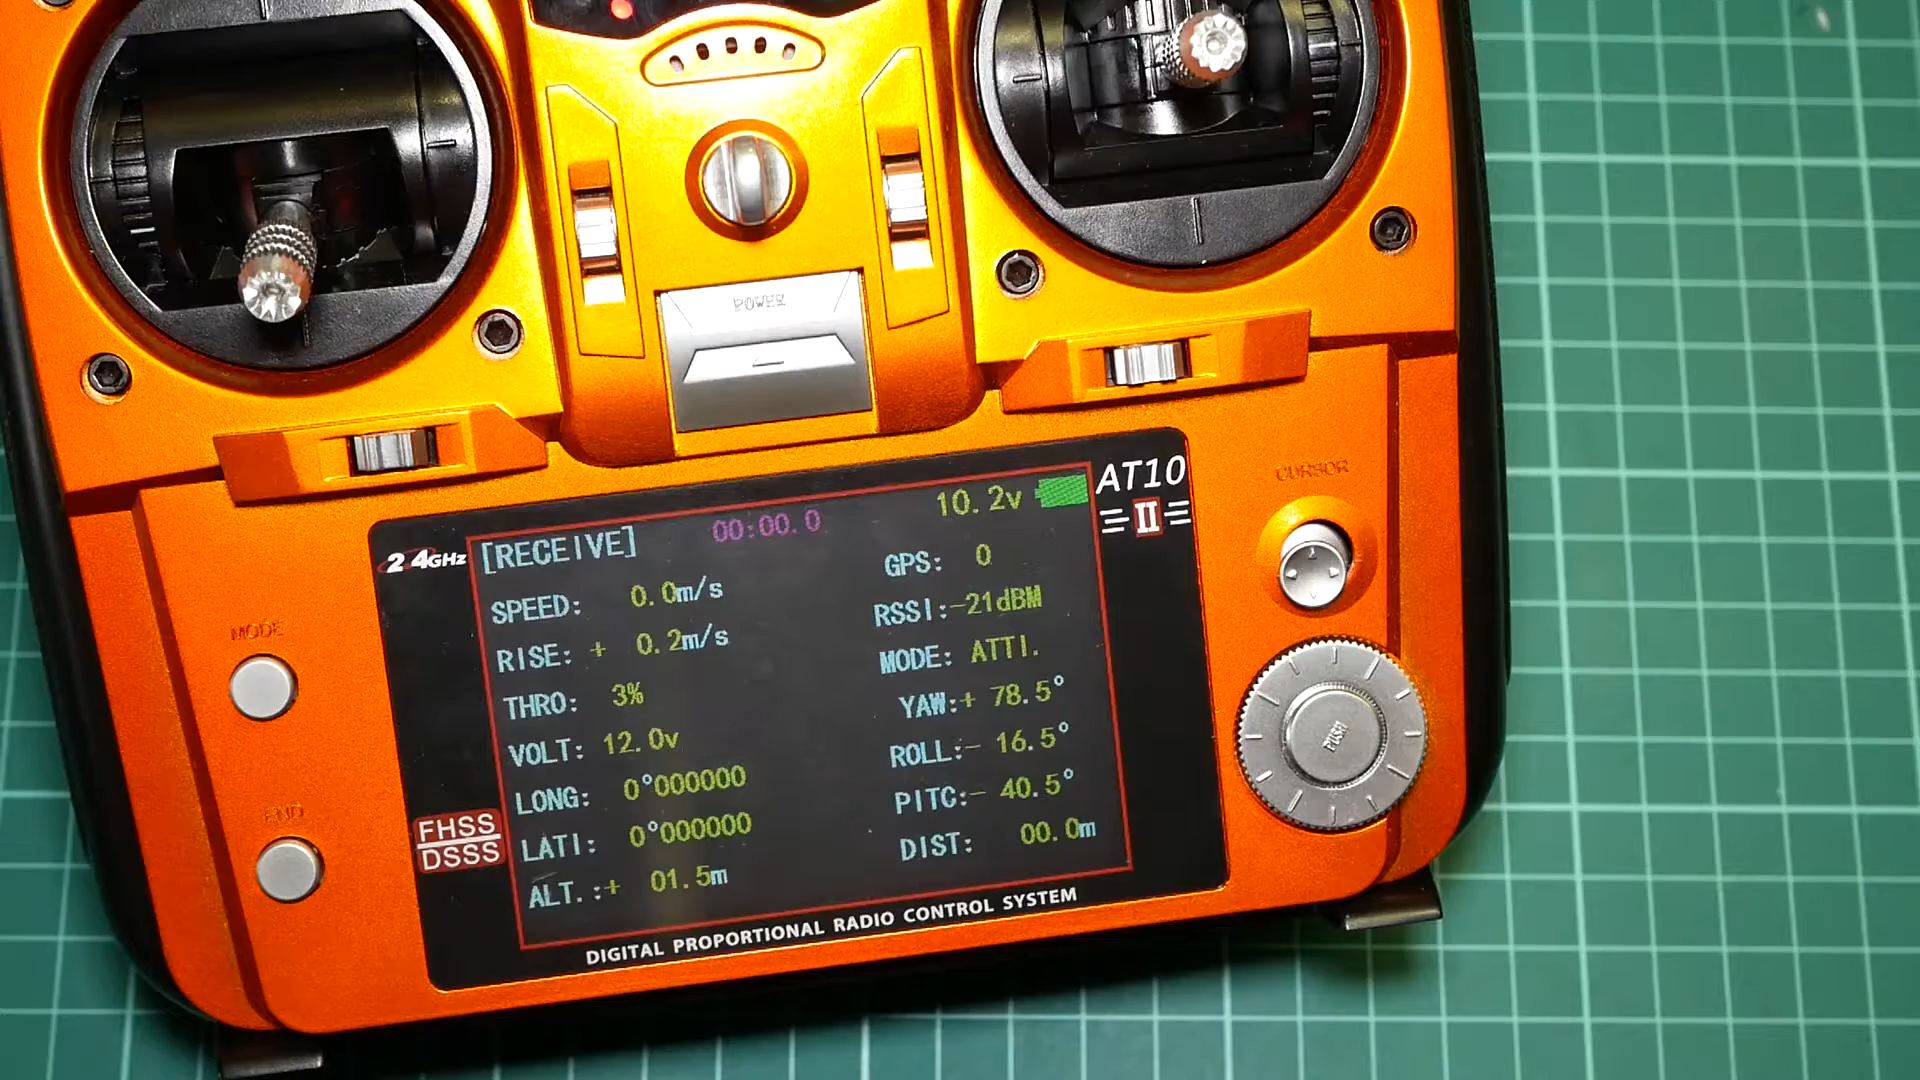 POWER
CURSOR
AT10
II
2.4GHz
[RECEIVE] 00:00.0 10.2v
SPEED: 0.0m/s
RISE: + 0.2m/s
THRO: 3%
VOLT: 12.0v
LONG: 0°000000
LATI: 0°000000
ALT.:+ 01.5m
GPS: 0
RSSI:-21dBM
MODE: ATTI.
YAW:+ 78.5°
ROLL:- 16.5°
PITC:- 40.5°
DIST: 00.0m
MODE
END
PUSH
FHSS
DSSS
DIGITAL PROPORTIONAL RADIO CONTROL SYSTEM